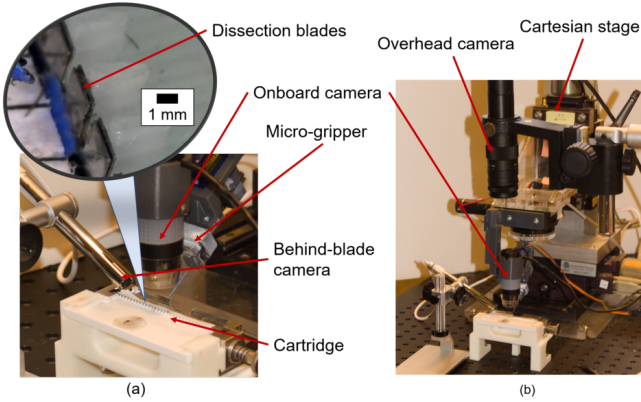 Dissection blades
1 mm
Onboard camera
Micro-gripper
Behind-blade
camera
Cartridge
(a)
Cartesian stage
Overhead camera
(b)